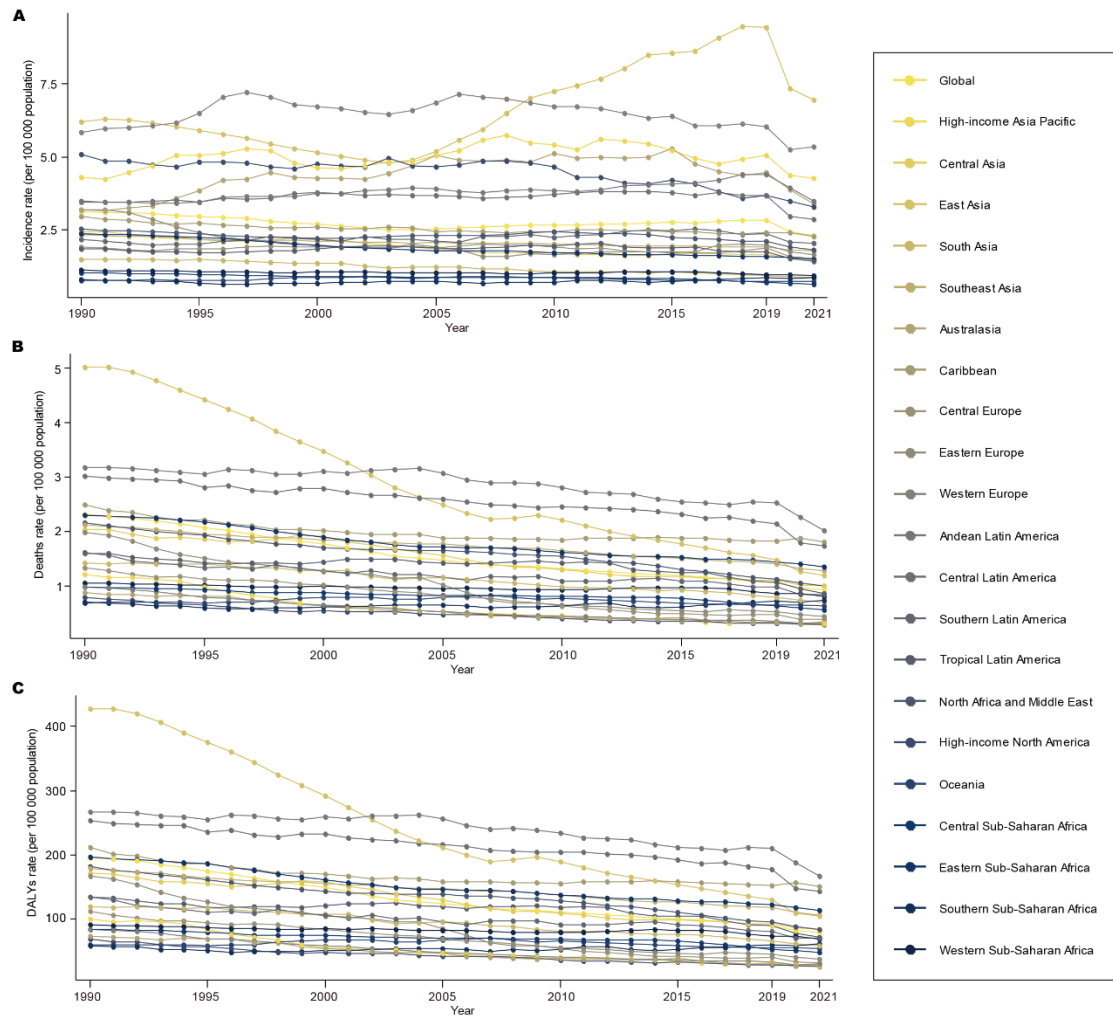 A
Incidence rate (per 100 000 population)
7.5
5.0
2.5
1990
1995
2000
2005
2010
2015
2019
2021
Year
B
Deaths rate (per 100 000 population)
5
4
3
2
1
1990
1995
2000
2005
2010
2015
2019
2021
Year
C
DALYs rate (per 100 000 population)
400
300
200
100
1990
1995
2000
2005
2010
2015
2019
2021
Year
Global
High-income Asia Pacific
Central Asia
East Asia
South Asia
Southeast Asia
Australasia
Caribbean
Central Europe
Eastern Europe
Western Europe
Andean Latin America
Central Latin America
Southern Latin America
Tropical Latin America
North Africa and Middle East
High-income North America
Oceania
Central Sub-Saharan Africa
Eastern Sub-Saharan Africa
Southern Sub-Saharan Africa
Western Sub-Saharan Africa